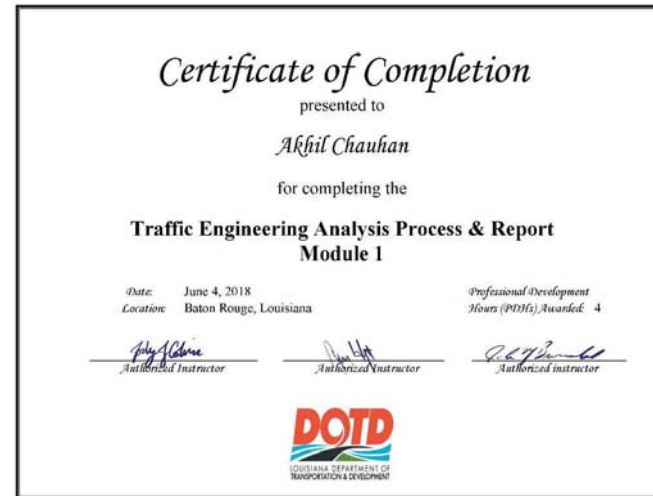 Certificate of Completion
presented to
Akhil Chauhan
for completing the
Traffic Engineering Analysis Process & Report
Module 1
Date: June 4, 2018
Location: Baton Rouge, Louisiana
Professional Development
Hours (PDHs) Awarded: 4
Authorized Instructor
Authorized Instructor
Authorized instructor
DOTD
LOUISIANA DEPARTMENT OF
TRANSPORTATION & DEVELOPMENT